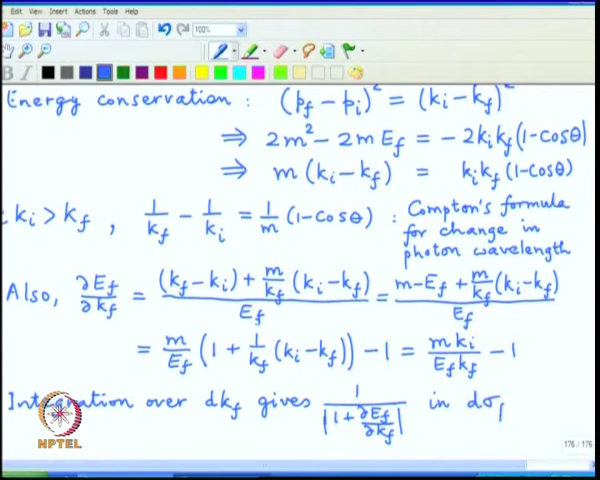 Edit View Insert Actions Tools Help
100%
B I
Energy conservation : (p_f - p_i)^2 = (k_i - k_f)^2
⇒ 2m^2 - 2m E_f = -2k_i k_f (1-Cosθ)
⇒ m (k_i - k_f) = k_i k_f (1-Cosθ)
k_i > k_f , 1/k_f - 1/k_i = 1/m (1-Cosθ) : Compton's formula
for change in
photon wavelength
Also, ∂E_f/∂k_f = ((k_f - k_i) + m/k_f (k_i - k_f))/E_f = (m - E_f + m/k_f (k_i - k_f))/E_f
= m/E_f (1 + 1/k_f (k_i - k_f)) - 1 = m k_i/(E_f k_f) - 1
Integration over dk_f gives 1/|1 + ∂E_f/∂k_f| in dσ
NPTEL
176 / 176